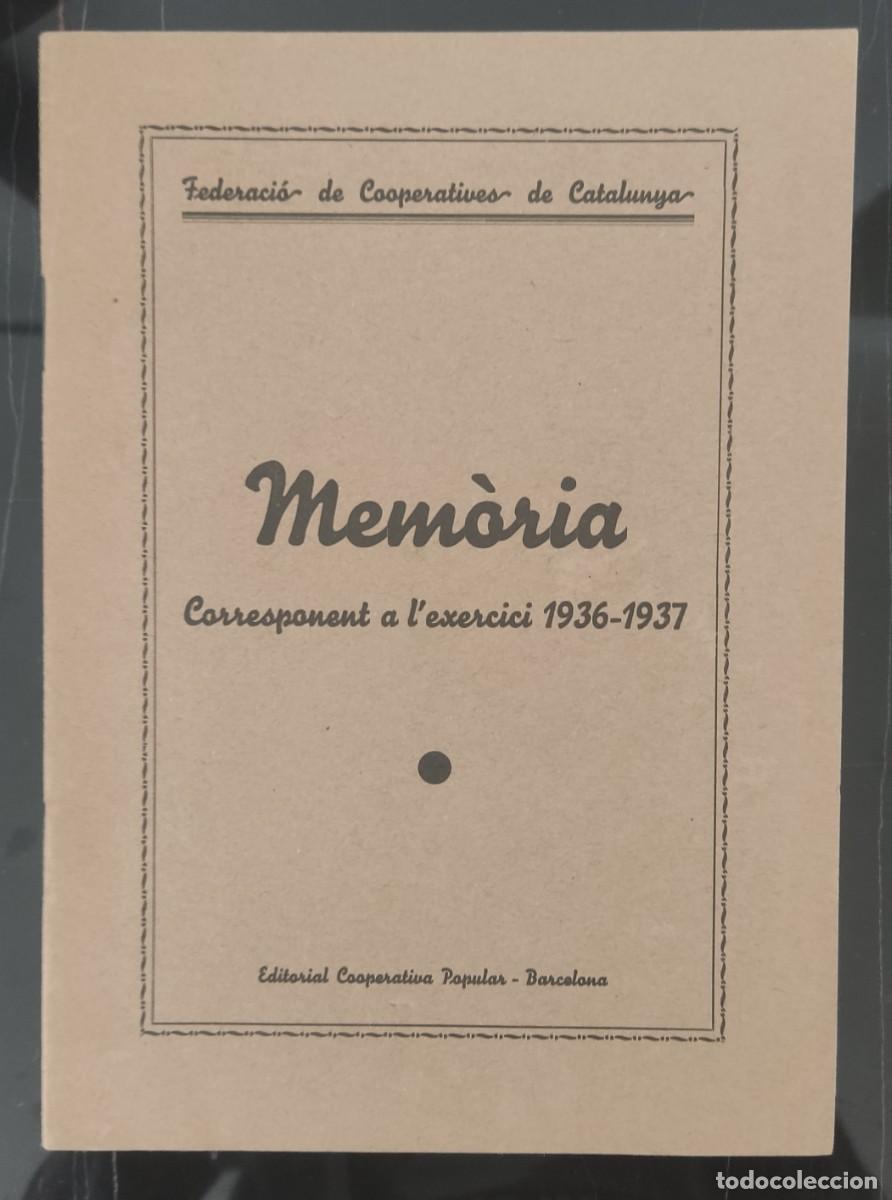 Federació de Cooperatives de Catalunya
Memòria
Corresponent a l'exercici 1936-1937
Editorial Cooperativa Popular - Barcelona
todocoleccion